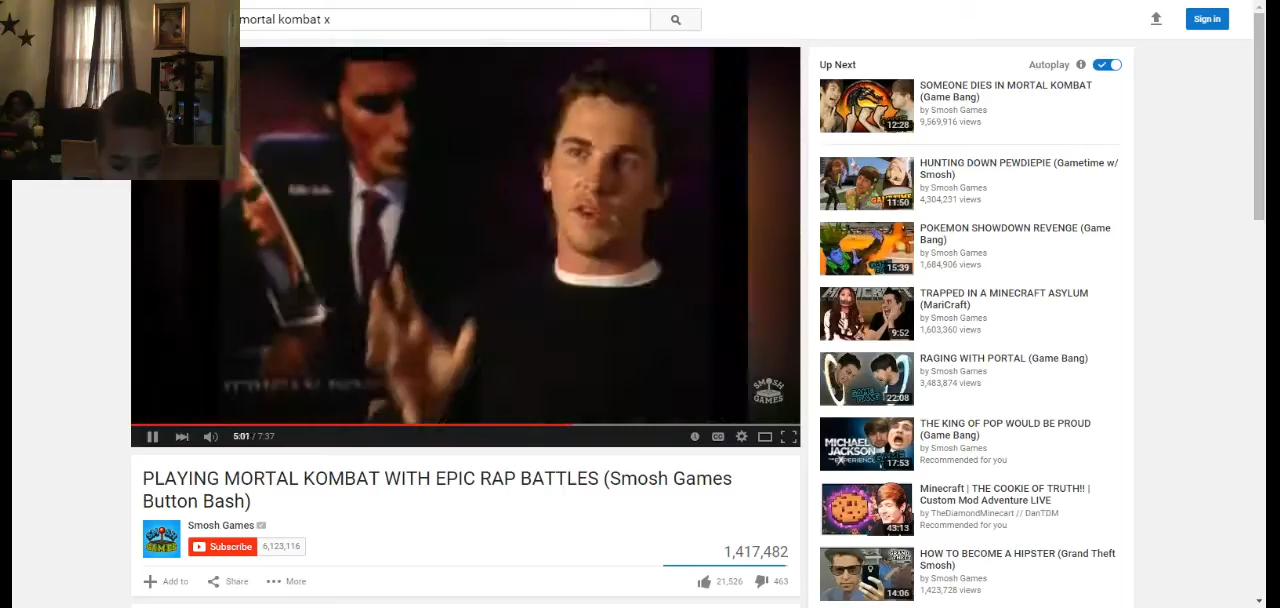 mortal kombat x
Sign in
SMOSH
GAMES
5:01 / 7:37
CC
PLAYING MORTAL KOMBAT WITH EPIC RAP BATTLES (Smosh Games
Button Bash)
Smosh Games
Subscribe 6,123,116
1,417,482
Add to Share More 21,526 463
Up Next Autoplay
SOMEONE DIES IN MORTAL KOMBAT
(Game Bang)
by Smosh Games
9,569,916 views
12:28
HUNTING DOWN PEWDIEPIE (Gametime w/
Smosh)
by Smosh Games
4,304,231 views
11:50
POKEMON SHOWDOWN REVENGE (Game
Bang)
by Smosh Games
1,684,906 views
15:39
TRAPPED IN A MINECRAFT ASYLUM
(MariCraft)
by Smosh Games
1,603,360 views
9:52
RAGING WITH PORTAL (Game Bang)
by Smosh Games
3,483,874 views
22:08
THE KING OF POP WOULD BE PROUD
(Game Bang)
by Smosh Games
Recommended for you
MICHAEL
JACKSON
17:53
Minecraft | THE COOKIE OF TRUTH!! |
Custom Mod Adventure LIVE
by TheDiamondMinecart // DanTDM
Recommended for you
43:13
HOW TO BECOME A HIPSTER (Grand Theft
Smosh)
by Smosh Games
1,423,728 views
14:06